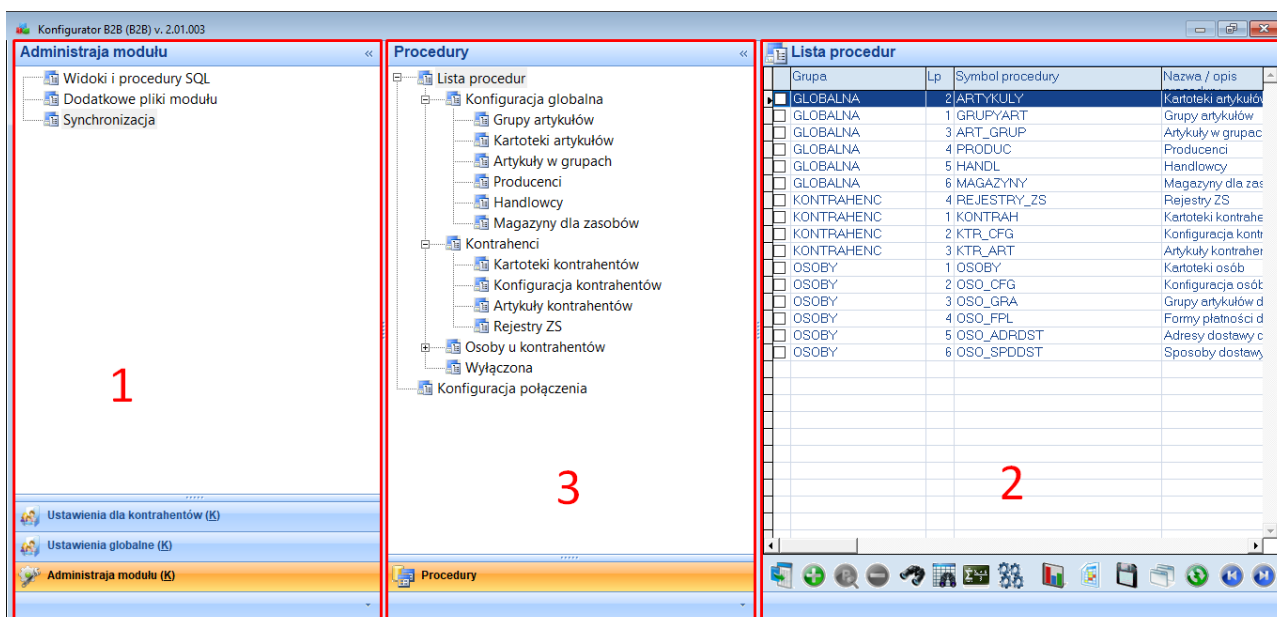 Konfigurator B2B (B2B) v. 2.01.003
Administraja modułu «
Widoki i procedury SQL
Dodatkowe pliki modułu
Synchronizacja
1
Ustawienia dla kontrahentów (K)
Ustawienia globalne (K)
Administraja modułu (K)
Procedury «
Lista procedur
Konfiguracja globalna
Grupy artykułów
Kartoteki artykułów
Artykuły w grupach
Producenci
Handlowcy
Magazyny dla zasobów
Kontrahenci
Kartoteki kontrahentów
Konfiguracja kontrahentów
Artykuły kontrahentów
Rejestry ZS
Osoby u kontrahentów
Wyłączona
Konfiguracja połączenia
3
Procedury
Lista procedur
Grupa Lp Symbol procedury Nazwa / opis
GLOBALNA 2 ARTYKULY Kartoteki artykułów
GLOBALNA 1 GRUPYART Grupy artykułów
GLOBALNA 3 ART_GRUP Artykuły w grupac
GLOBALNA 4 PRODUC Producenci
GLOBALNA 5 HANDL Handlowcy
GLOBALNA 6 MAGAZYNY Magazyny dla zas
KONTRAHENC 4 REJESTRY_ZS Rejestry ZS
KONTRAHENC 1 KONTRAH Kartoteki kontrahe
KONTRAHENC 2 KTR_CFG Konfiguracja kontr
KONTRAHENC 3 KTR_ART Artykuły kontraher
OSOBY 1 OSOBY Kartoteki osób
OSOBY 2 OSO_CFG Konfiguracja osób
OSOBY 3 OSO_GRA Grupy artykułów d
OSOBY 4 OSO_FPL Formy płatności d
OSOBY 5 OSO_ADRDST Adresy dostawy c
OSOBY 6 OSO_SPDDST Sposoby dostawy
2